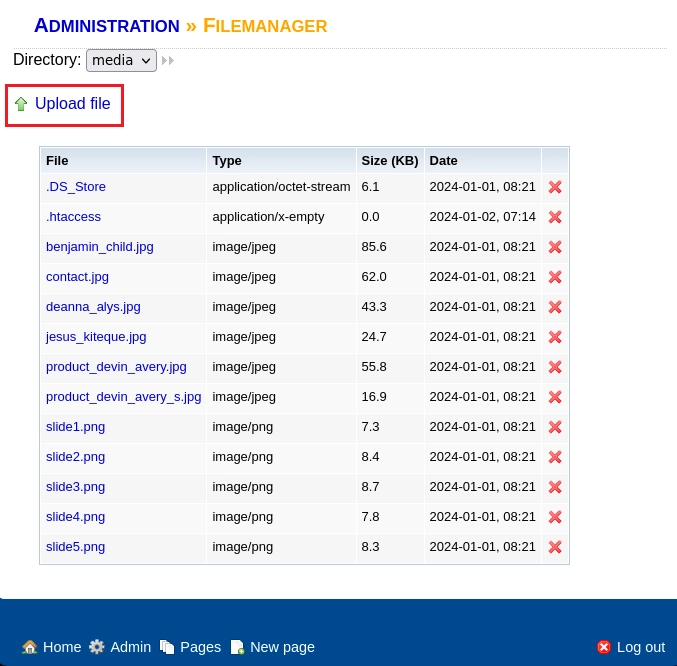 Administration » Filemanager
Directory: media
Upload file
File Type Size (KB) Date
.DS_Store application/octet-stream 6.1 2024-01-01, 08:21
.htaccess application/x-empty 0.0 2024-01-02, 07:14
benjamin_child.jpg image/jpeg 85.6 2024-01-01, 08:21
contact.jpg image/jpeg 62.0 2024-01-01, 08:21
deanna_alys.jpg image/jpeg 43.3 2024-01-01, 08:21
jesus_kiteque.jpg image/jpeg 24.7 2024-01-01, 08:21
product_devin_avery.jpg image/jpeg 55.8 2024-01-01, 08:21
product_devin_avery_s.jpg image/jpeg 16.9 2024-01-01, 08:21
slide1.png image/png 7.3 2024-01-01, 08:21
slide2.png image/png 8.4 2024-01-01, 08:21
slide3.png image/png 8.7 2024-01-01, 08:21
slide4.png image/png 7.8 2024-01-01, 08:21
slide5.png image/png 8.3 2024-01-01, 08:21
Home Admin Pages New page Log out